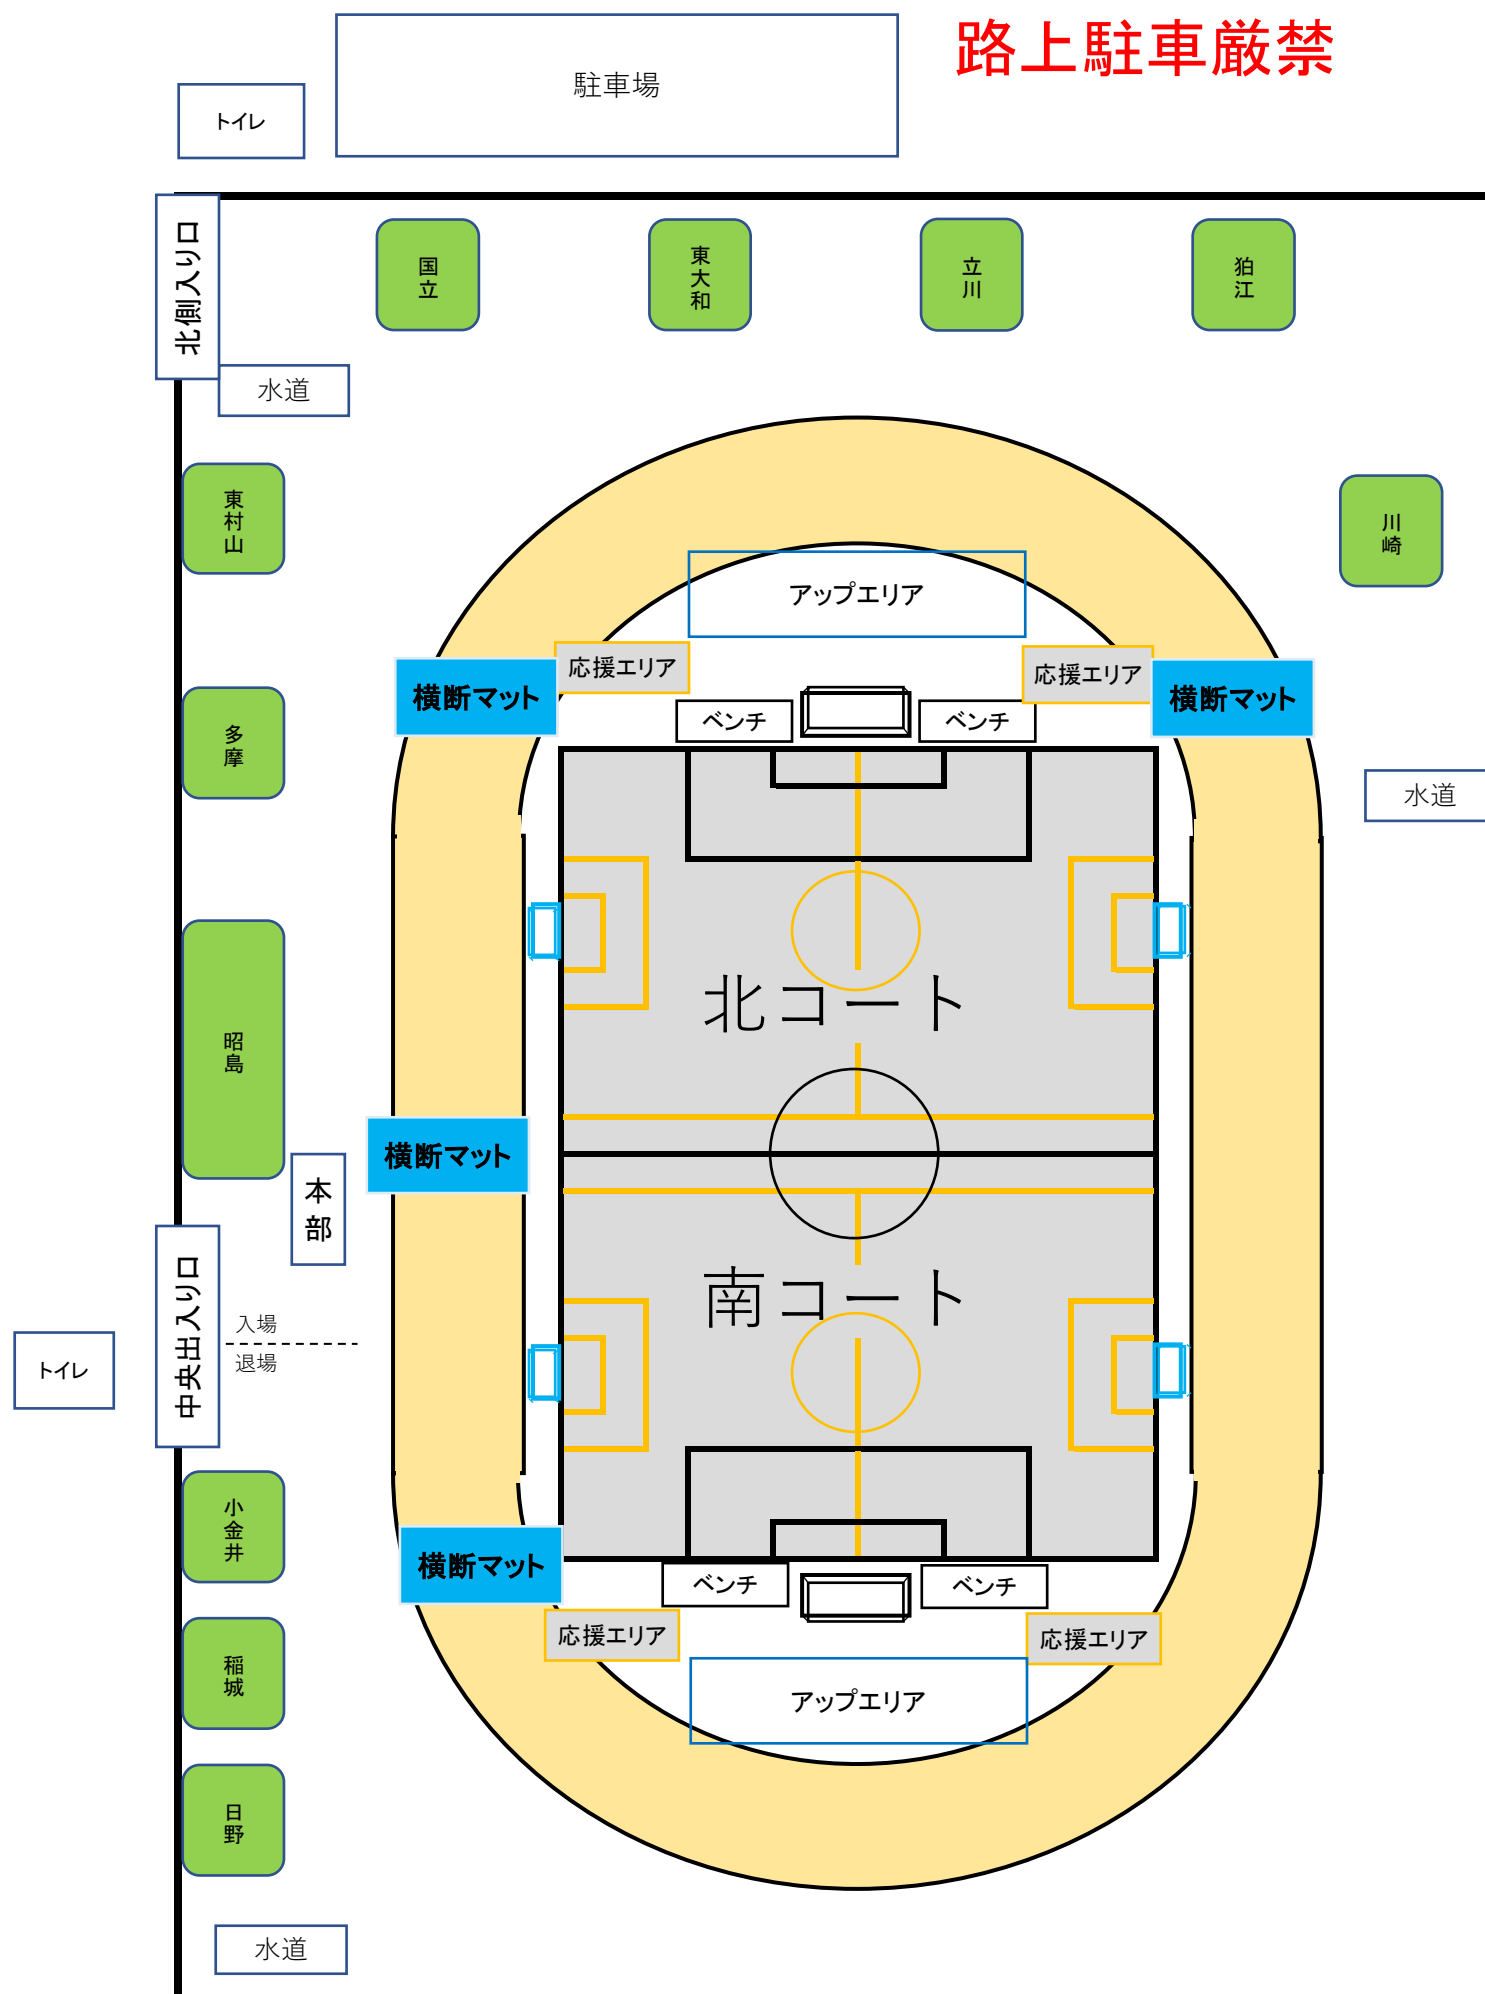 路上駐車厳禁
駐車場
トイレ
北側入り口
国立
東大和
立川
狛江
水道
東村山
川崎
アップエリア
応援エリア
応援エリア
横断マット
横断マット
ベンチ
ベンチ
多摩
水道
北コート
昭島
横断マット
本部
中央出入り口
南コート
入場
退場
トイレ
小金井
横断マット
ベンチ
ベンチ
応援エリア
応援エリア
稲城
アップエリア
日野
水道